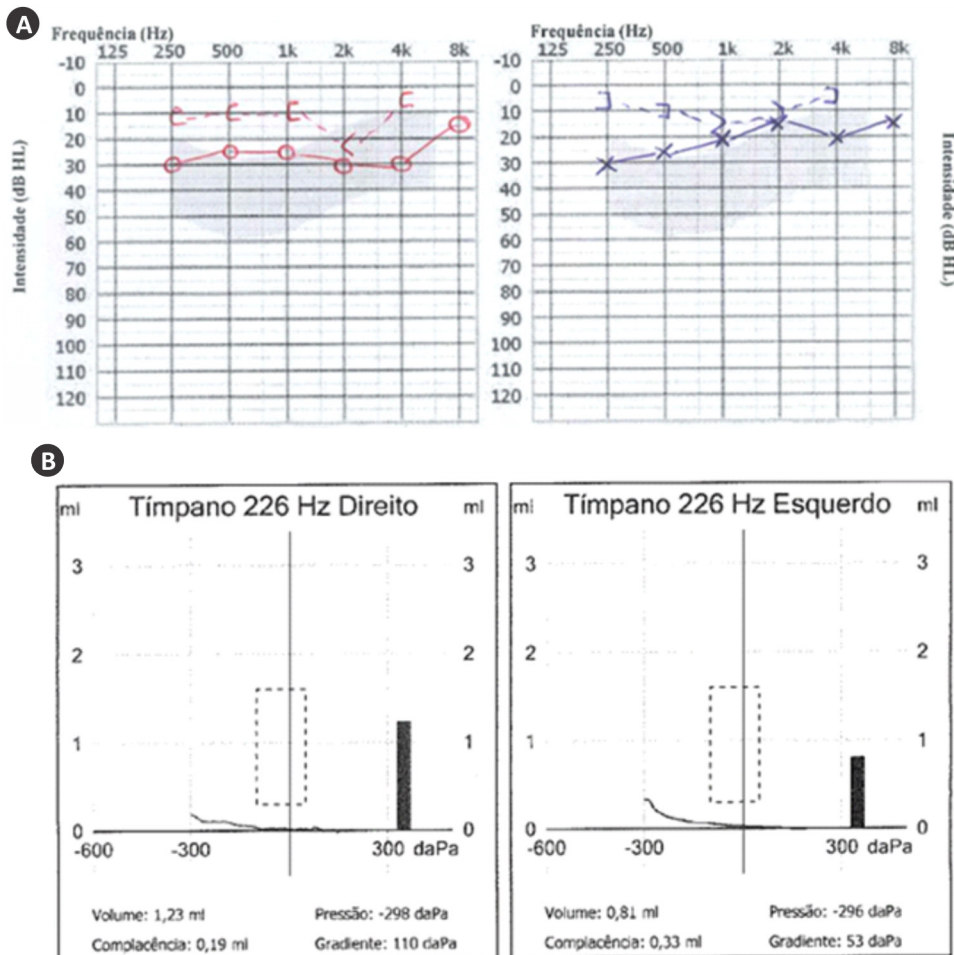 A
Frequência (Hz)
125 250 500 1k 2k 4k 8k
-10
0
10
20
30
40
50
60
70
80
90
100
110
120
Intensidade (dB HL)
Frequência (Hz)
125 250 500 1k 2k 4k 8k
-10
0
10
20
30
40
50
60
70
80
90
100
110
120
Intensidade (dB HL)
B
ml Tímpano 226 Hz Direito ml
3 3
2 2
1 1
0 0
-600 -300 300 daPa
Volume: 1,23 ml Pressão: -298 daPa
Complacência: 0,19 ml Gradiente: 110 daPa
ml Tímpano 226 Hz Esquerdo ml
3 3
2 2
1 1
0 0
-600 -300 300 daPa
Volume: 0,81 ml Pressão: -296 daPa
Complacência: 0,33 ml Gradiente: 53 daPa